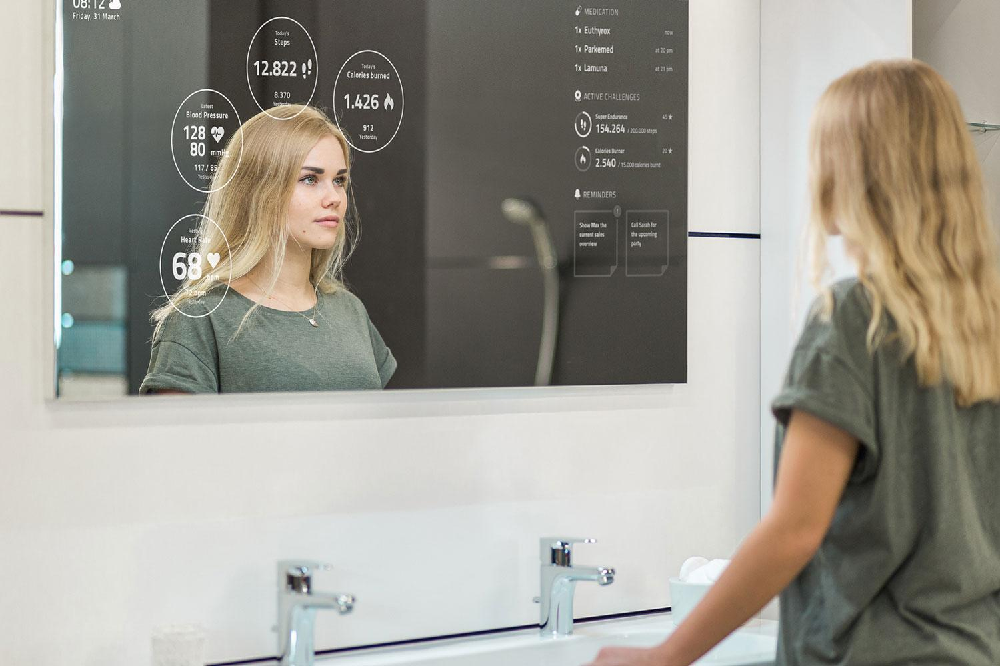 08:12
Friday, 31 March
Today's
Steps
12.822
8.370
Yesterday
Today's
Calories burned
1.426
912
Yesterday
Latest
Blood Pressure
128
80 mmHg
117 / 85
Yesterday
Resting
Heart Rate
68
bpm
72 bpm
Yesterday
MEDICATION
1x Euthyrox now
1x Parkemed at 20 pm
1x Lamuna at 21 pm
ACTIVE CHALLENGES
Super Endurance 45
154.264 / 200.000 steps
Calories Burner 20
2.540 / 15.000 calories burnt
REMINDERS
!
Show Max the
current sales
overview
Call Sarah for
the upcoming
party